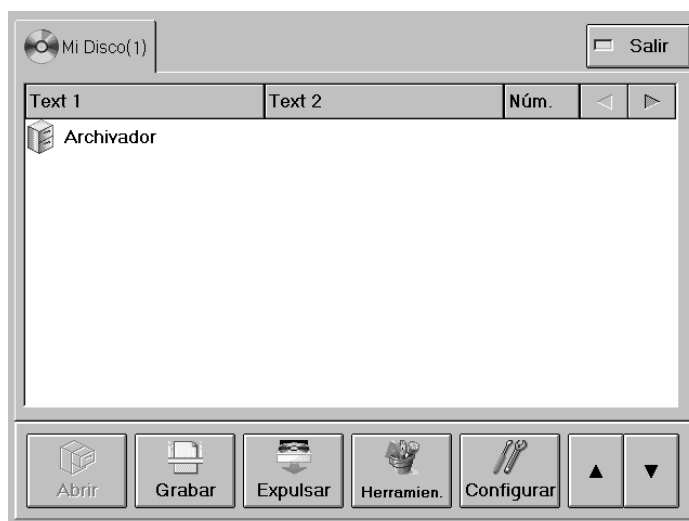 Mi Disco(1)
Salir
Text 1 Text 2 Núm.
Archivador
Abrir Grabar Expulsar Herramien. Configurar